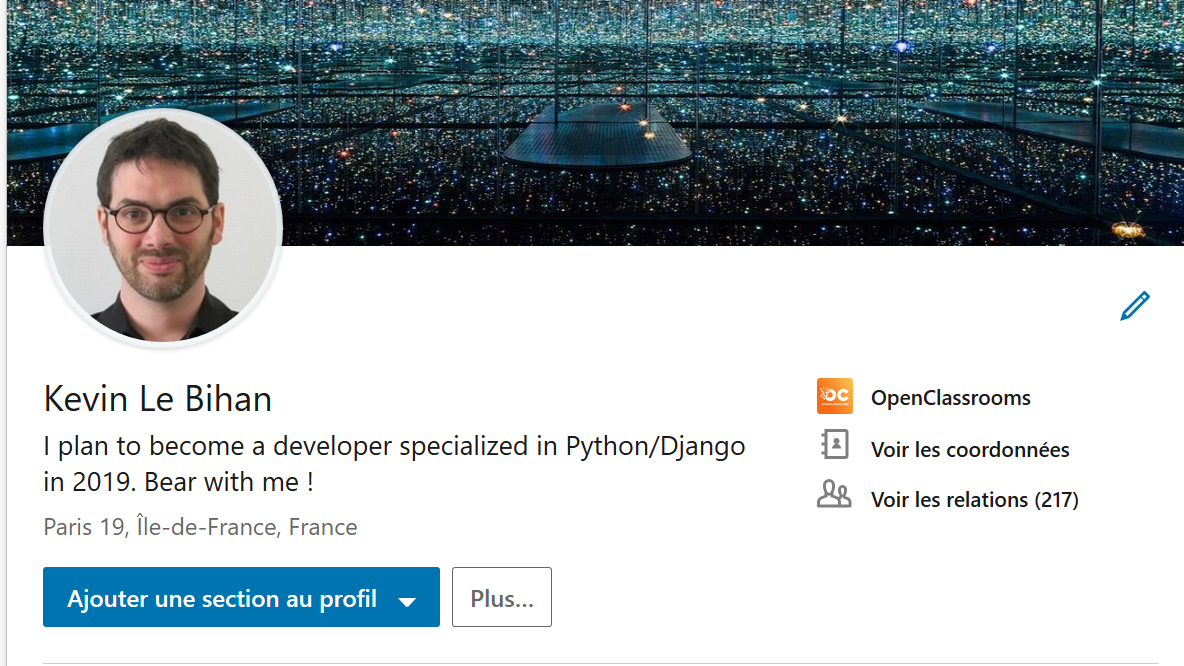 Kevin Le Bihan
I plan to become a developer specialized in Python/Django
in 2019. Bear with me !
Paris 19, Île-de-France, France
Ajouter une section au profil
Plus...
OC
OpenClassrooms
Voir les coordonnées
Voir les relations (217)